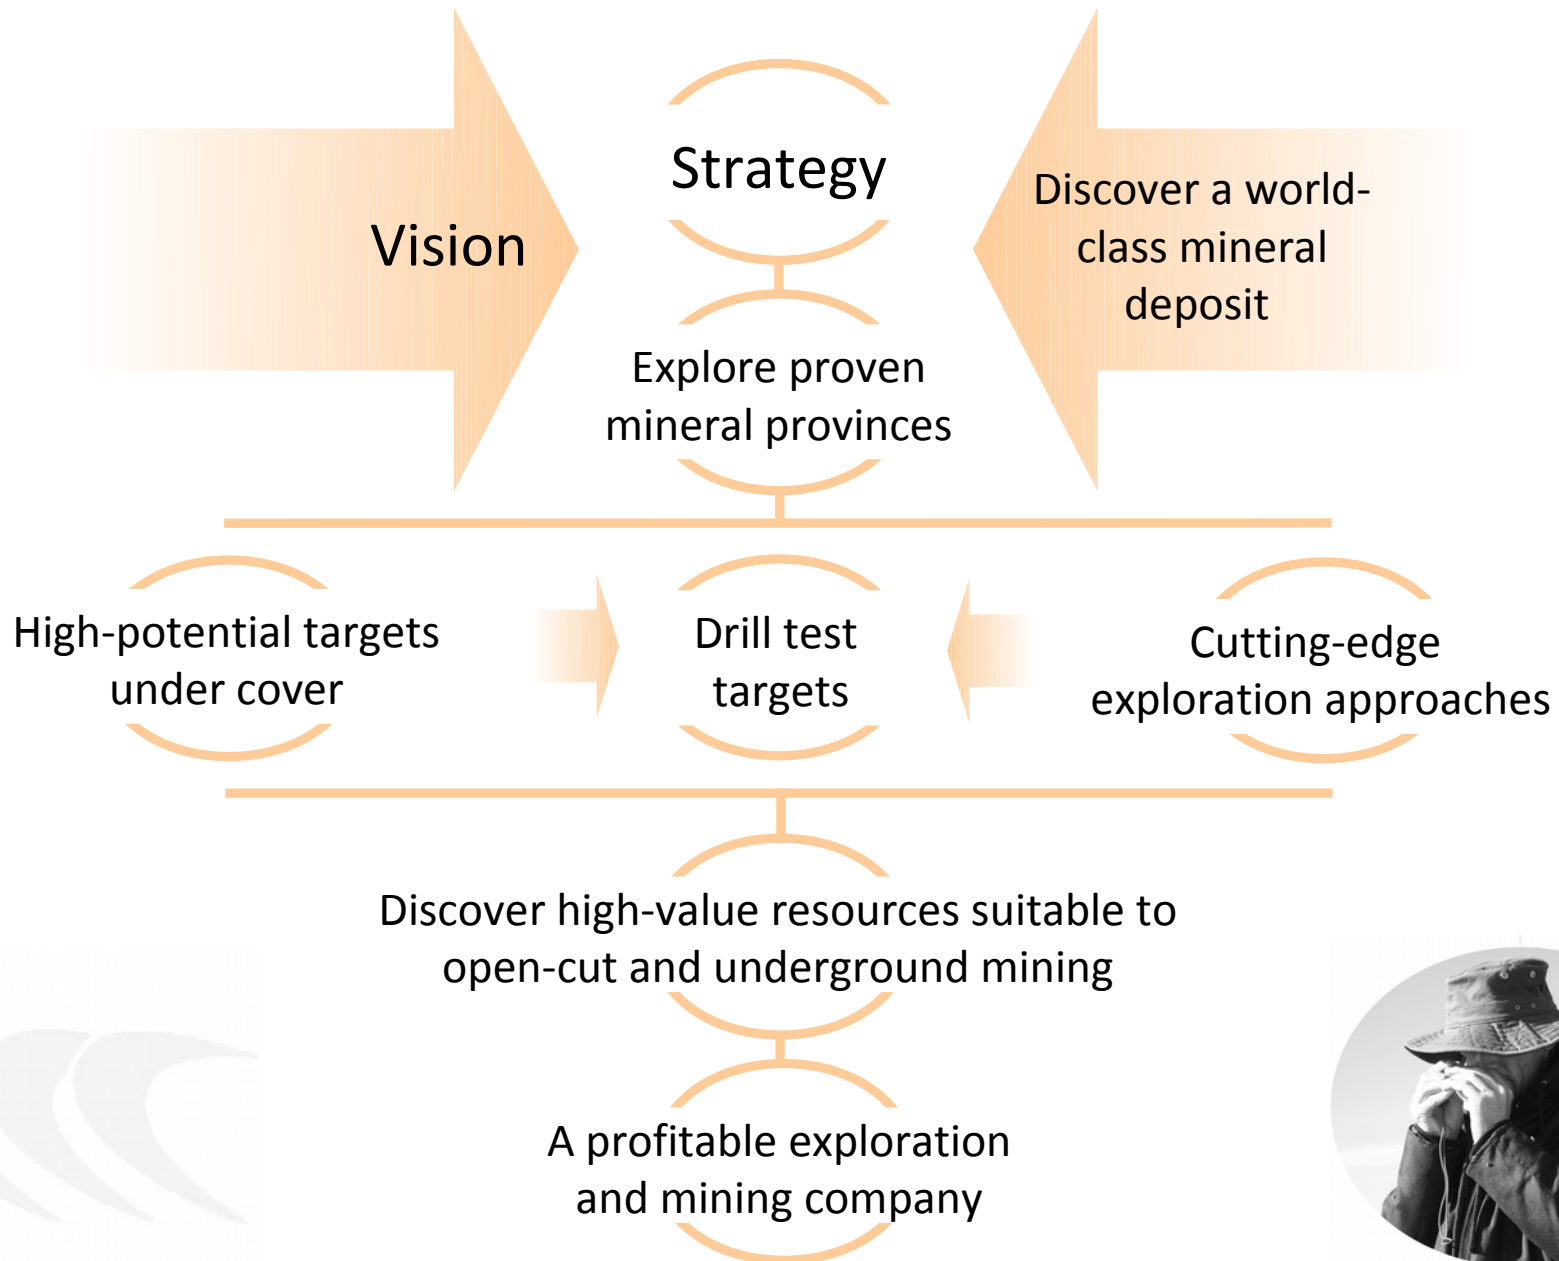 Strategy
Vision
Discover a world-
class mineral
deposit
Explore proven
mineral provinces
High-potential targets
under cover
Drill test
targets
Cutting-edge
exploration approaches
Discover high-value resources suitable to
open-cut and underground mining
A profitable exploration
and mining company